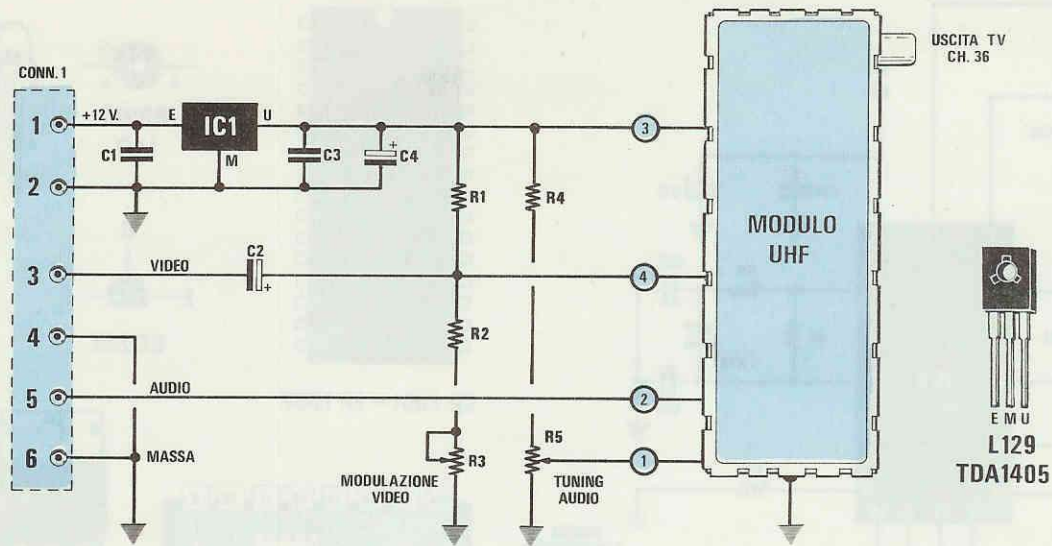 CONN. 1
1
2
3
4
5
6
+12 V.
E
IC1
U
M
C1
C3
+
C4
R1
R4
3
VIDEO
C2
+
4
R2
AUDIO
2
MASSA
MODULAZIONE
VIDEO
R3
R5
TUNING
AUDIO
1
MODULO
UHF
USCITA TV
CH. 36
E M U
L129
TDA1405